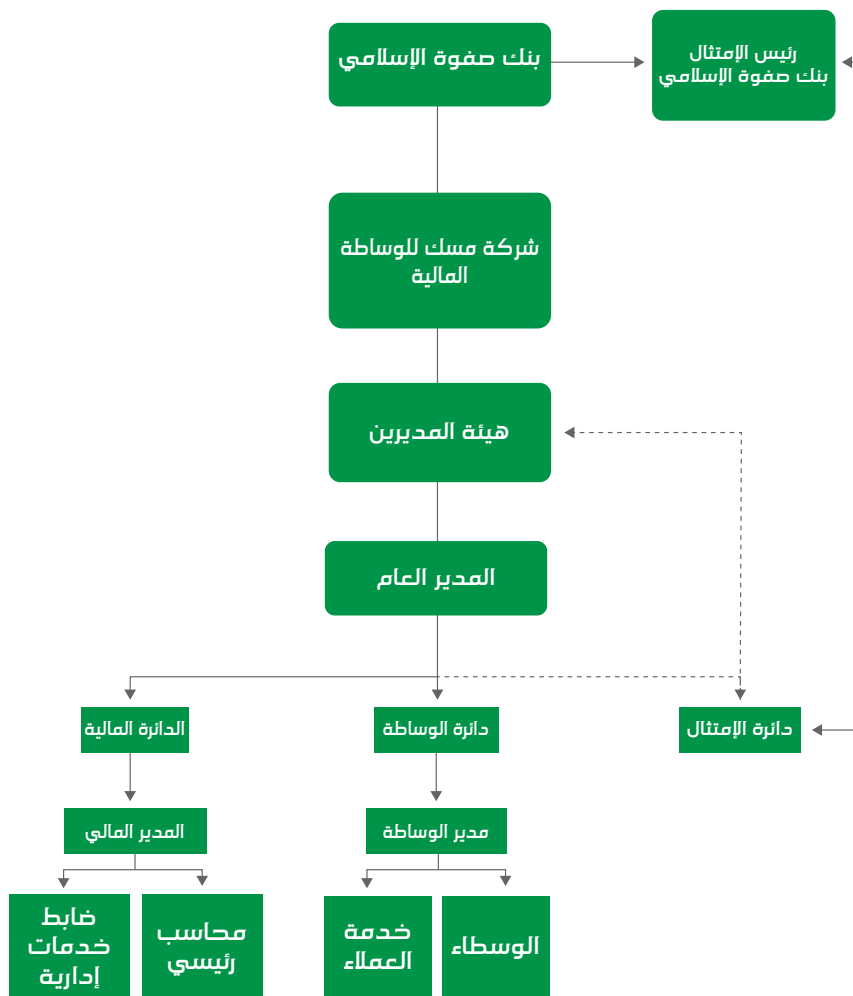 بنك صفوة الإسلامي
رئيس الإمتثال
بنك صفوة الإسلامي
شركة مسك للوساطة
المالية
هيئة المديرين
المدير العام
دائرة الإمتثال
دائرة الوساطة
الدائرة المالية
مدير الوساطة
المدير المالي
الوسطاء
خدمة
العملاء
محاسب
رئيسي
ضابط
خدمات
إدارية